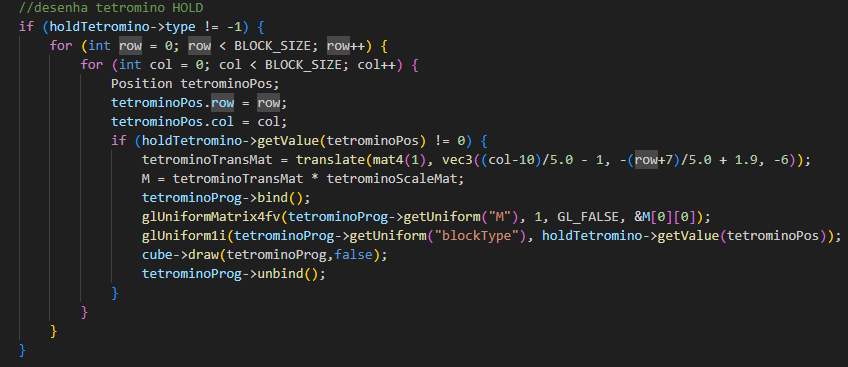 //desenha tetromino HOLD
if (holdTetromino->type != -1) {
for (int row = 0; row < BLOCK_SIZE; row++) {
for (int col = 0; col < BLOCK_SIZE; col++) {
Position tetrominoPos;
tetrominoPos.row = row;
tetrominoPos.col = col;
if (holdTetromino->getValue(tetrominoPos) != 0) {
tetrominoTransMat = translate(mat4(1), vec3((col-10)/5.0 - 1, -(row+7)/5.0 + 1.9, -6));
M = tetrominoTransMat * tetrominoScaleMat;
tetrominoProg->bind();
glUniformMatrix4fv(tetrominoProg->getUniform("M"), 1, GL_FALSE, &M[0][0]);
glUniform1i(tetrominoProg->getUniform("blockType"), holdTetromino->getValue(tetrominoPos));
cube->draw(tetrominoProg,false);
tetrominoProg->unbind();
}
}
}
}